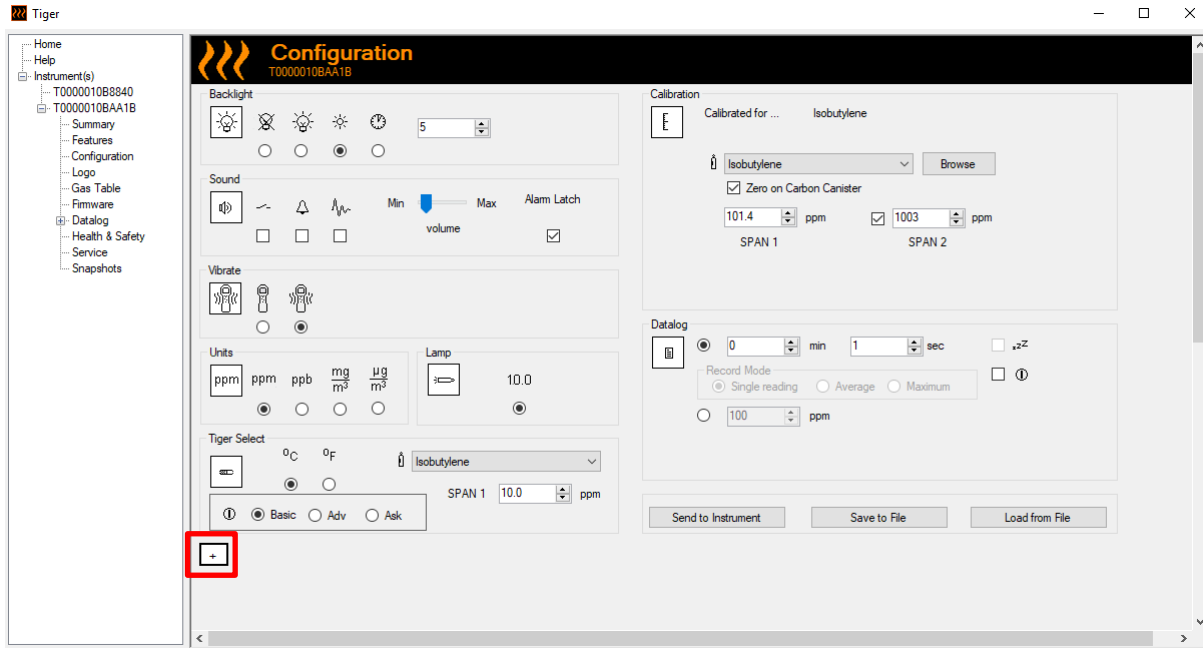 Tiger
Home
Help
Instrument(s)
T0000010B8840
T0000010BAA1B
Summary
Features
Configuration
Logo
Gas Table
Firmware
Datalog
Health & Safety
Service
Snapshots
Configuration
T0000010BAA1B
Backlight
5
Sound
Min Max
volume
Alarm Latch
Vibrate
Units
ppm ppm ppb mg/m³ µg/m³
Lamp
10.0
Tiger Select
ºC ºF
Isobutylene
SPAN 1 10.0 ppm
Basic Adv Ask
+
Calibration
Calibrated for ... Isobutylene
Isobutylene Browse
Zero on Carbon Canister
101.4 ppm 1003 ppm
SPAN 1 SPAN 2
Datalog
0 min 1 sec .zZ
Record Mode
Single reading Average Maximum
100 ppm
Send to Instrument Save to File Load from File